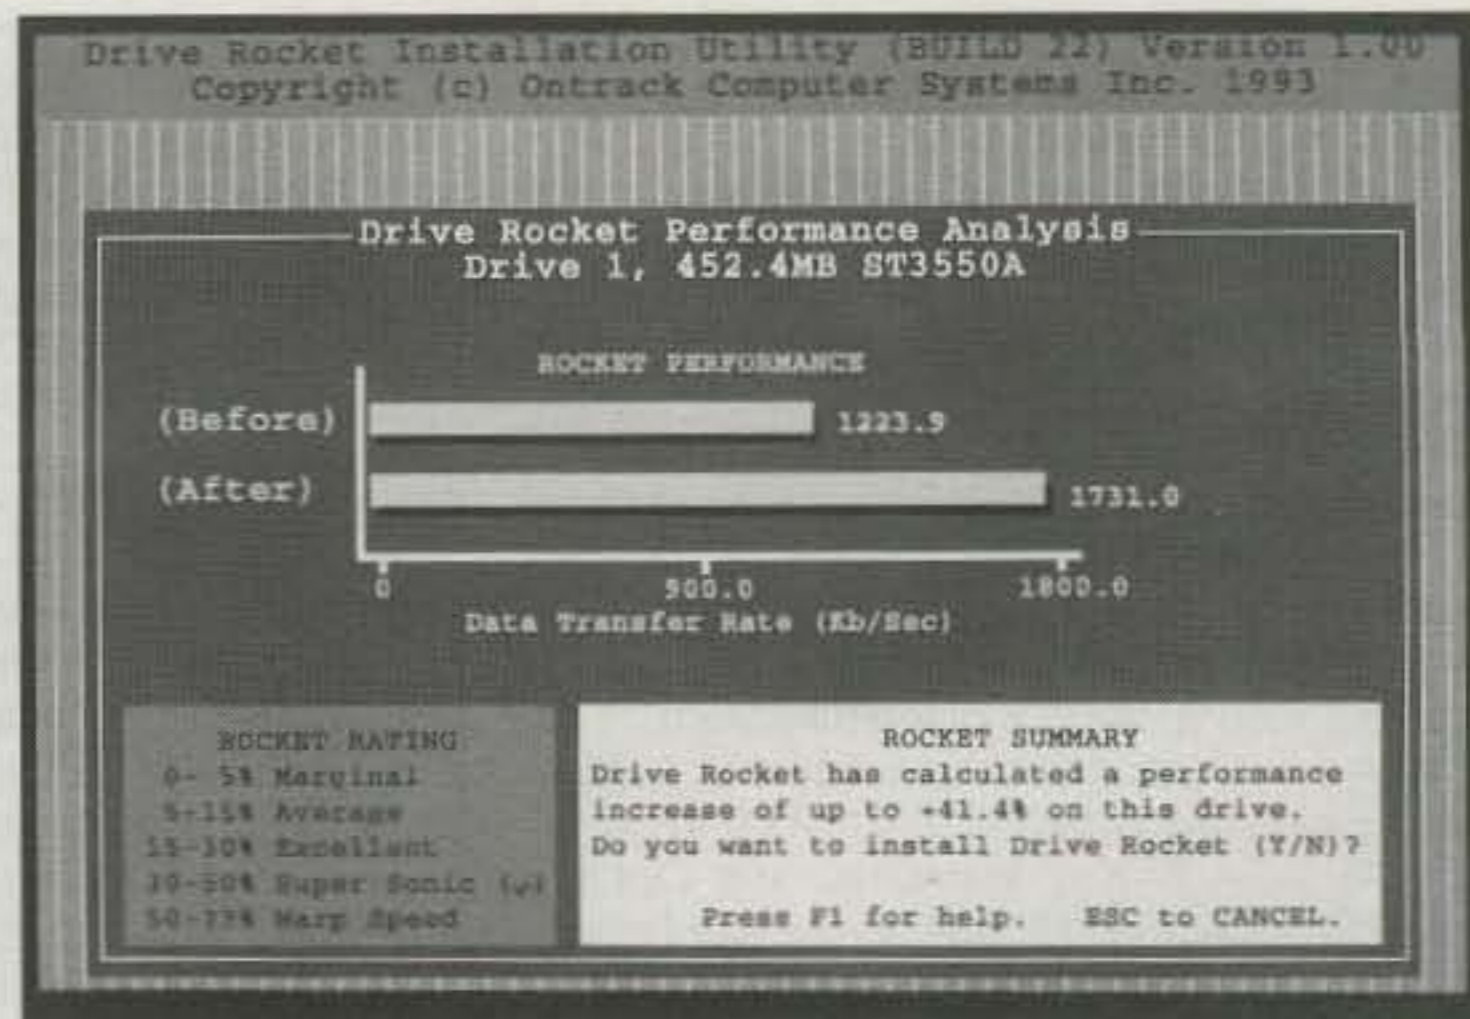 Drive Rocket Installation Utility (BUILD 22) Version 1.00
Copyright (c) Ontrack Computer Systems Inc. 1993
Drive Rocket Performance Analysis
Drive 1, 452.4MB ST3550A
ROCKET PERFORMANCE
(Before) 1223.9
(After) 1731.0
0 900.0 1800.0
Data Transfer Rate (Kb/Sec)
ROCKET RATING
0- 5% Marginal
5-15% Average
15-30% Excellent
30-50% Super Sonic (✓)
Warp Speed
ROCKET SUMMARY
Drive Rocket has calculated a performance
increase of up to +41.4% on this drive.
Do you want to install Drive Rocket (Y/N)?
Press F1 for help. ESC to CANCEL.